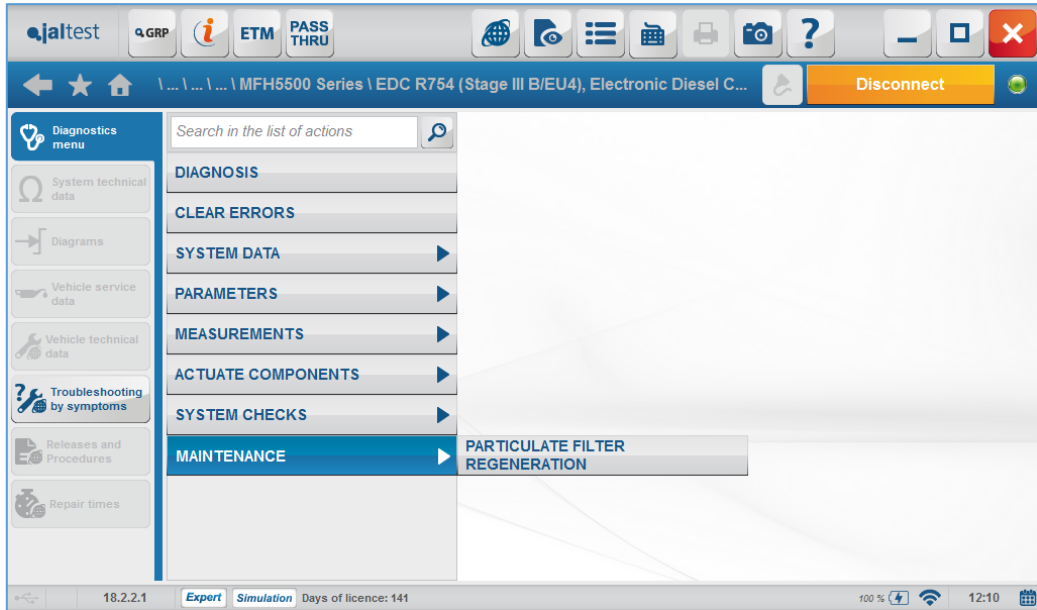 jaltest
GRP
i
ETM
PASS
THRU
?
\ ... \ ... \ ... \ MFH5500 Series \ EDC R754 (Stage III B/EU4), Electronic Diesel C...
Disconnect
Diagnostics
menu
System technical
data
Diagrams
Vehicle service
data
Vehicle technical
data
Troubleshooting
by symptoms
Releases and
Procedures
Repair times
Search in the list of actions
DIAGNOSIS
CLEAR ERRORS
SYSTEM DATA
PARAMETERS
MEASUREMENTS
ACTUATE COMPONENTS
SYSTEM CHECKS
MAINTENANCE
PARTICULATE FILTER
REGENERATION
18.2.2.1
Expert
Simulation
Days of licence: 141
100 %
12:10